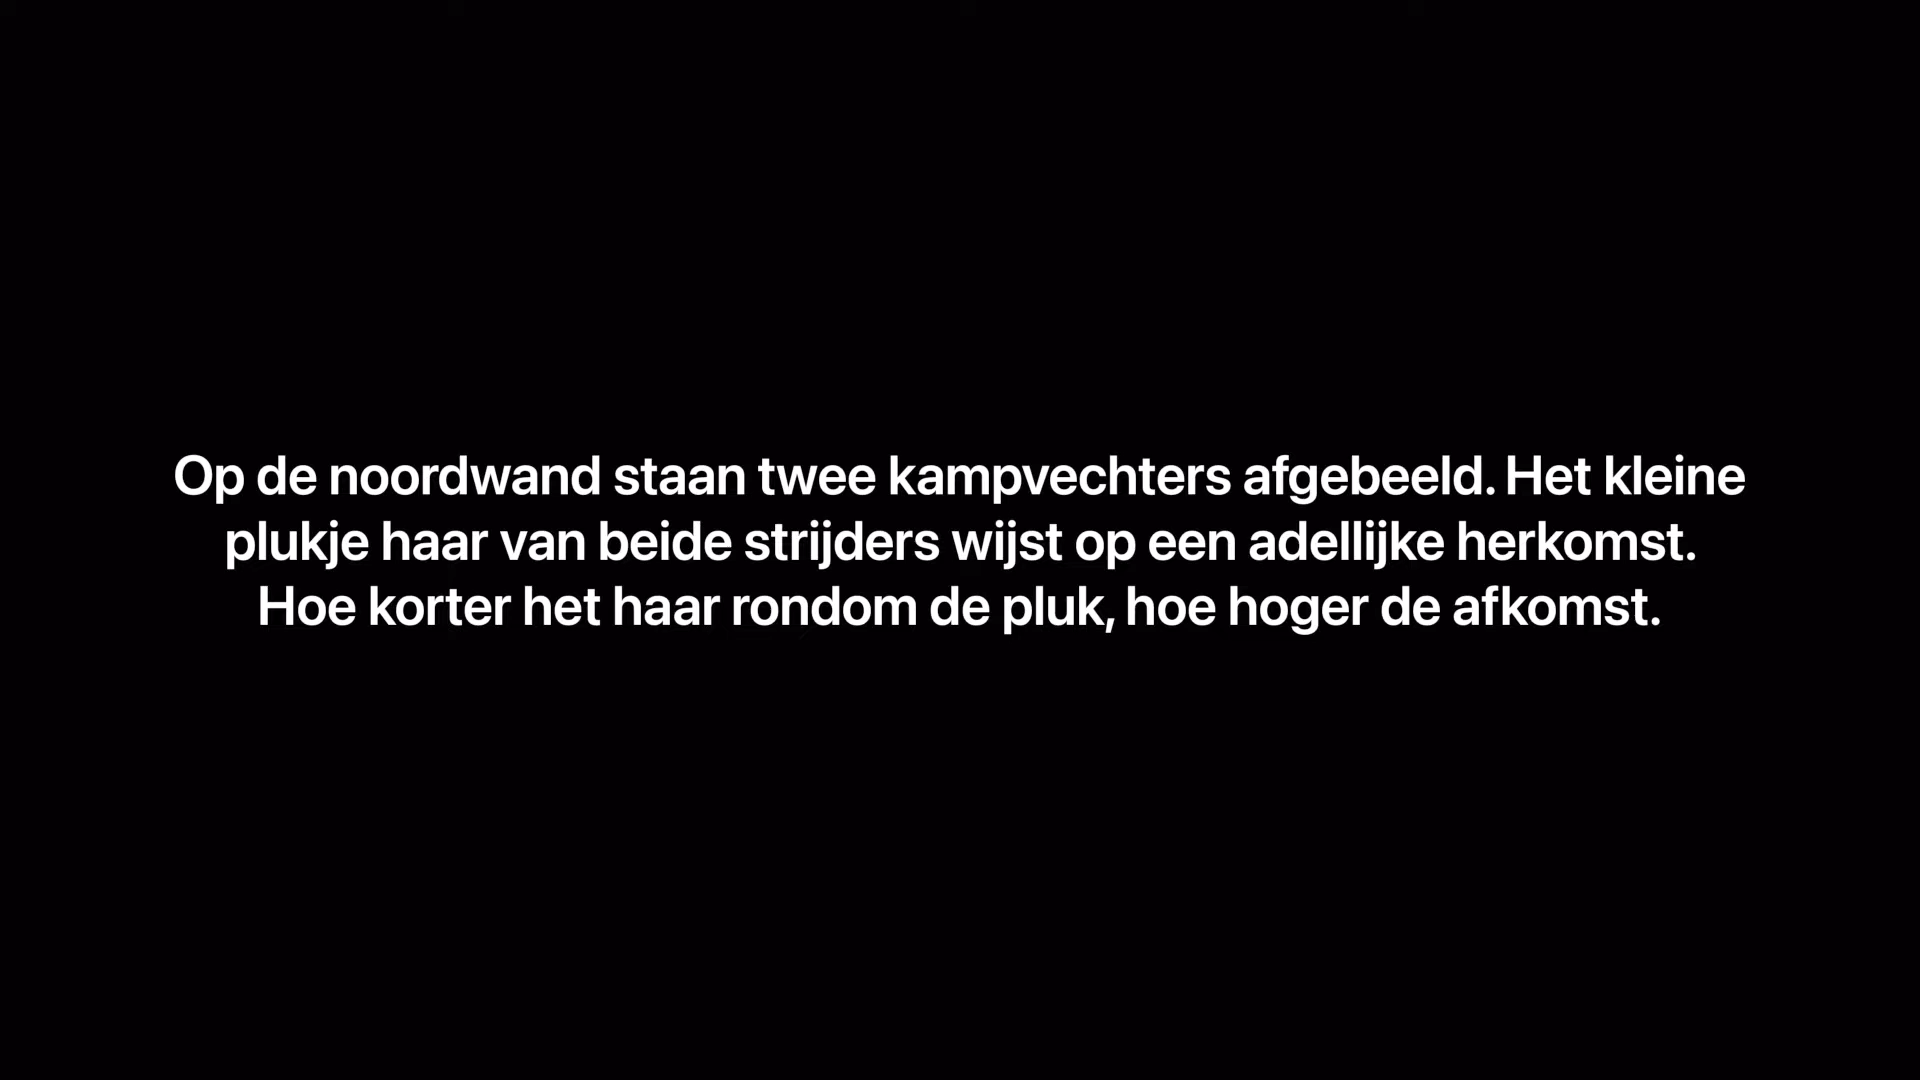 Op de noordwand staan twee kampvechters afgebeeld. Het kleine
plukje haar van beide strijders wijst op een adellijke herkomst.
Hoe korter het haar rondom de pluk, hoe hoger de afkomst.